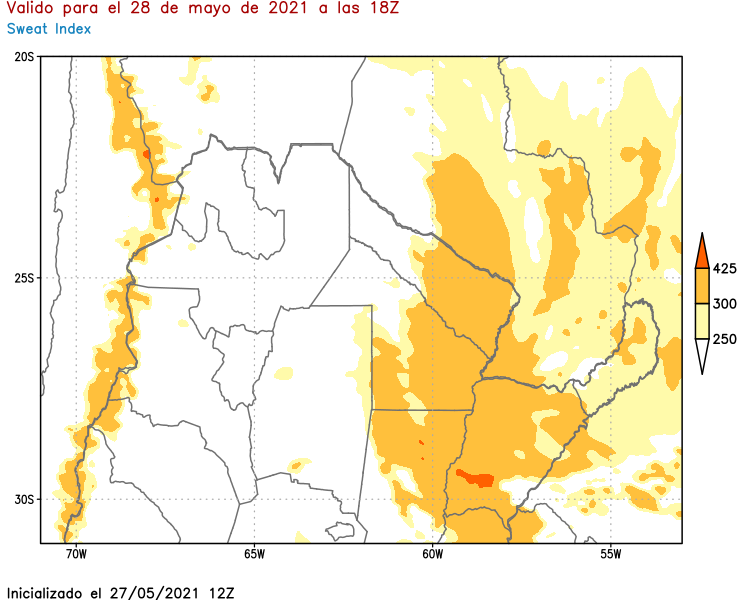 Valido para el 28 de mayo de 2021 a las 18Z
Sweat Index
20S
25S
30S
70W
65W
60W
55W
425
300
250
Inicializado el 27/05/2021 12Z